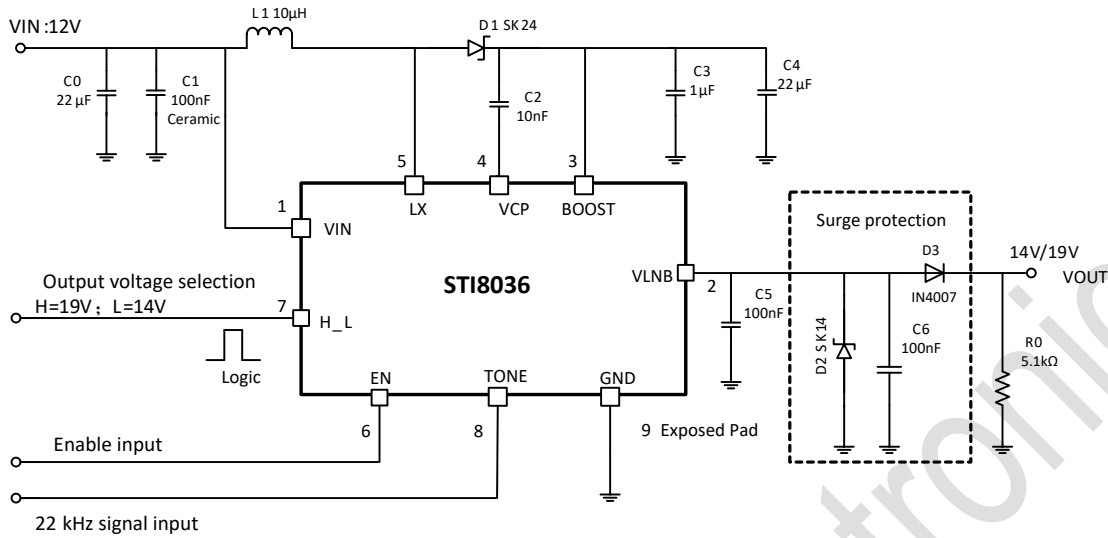 VIN :12V
L1 10μH
D1 SK24
C0
22 μF
C1
100nF
Ceramic
C2
10nF
C3
1μF
C4
22 μF
5
4
3
LX
VCP
BOOST
1
VIN
Surge protection
Output voltage selection
H=19V；L=14V
7
H_L
Logic
STI8036
VLNB
2
C5
100nF
D2 SK14
C6
100nF
D3
IN4007
14V/19V
VOUT
R0
5.1kΩ
EN
TONE
GND
6
8
9 Exposed Pad
Enable input
22 kHz signal input